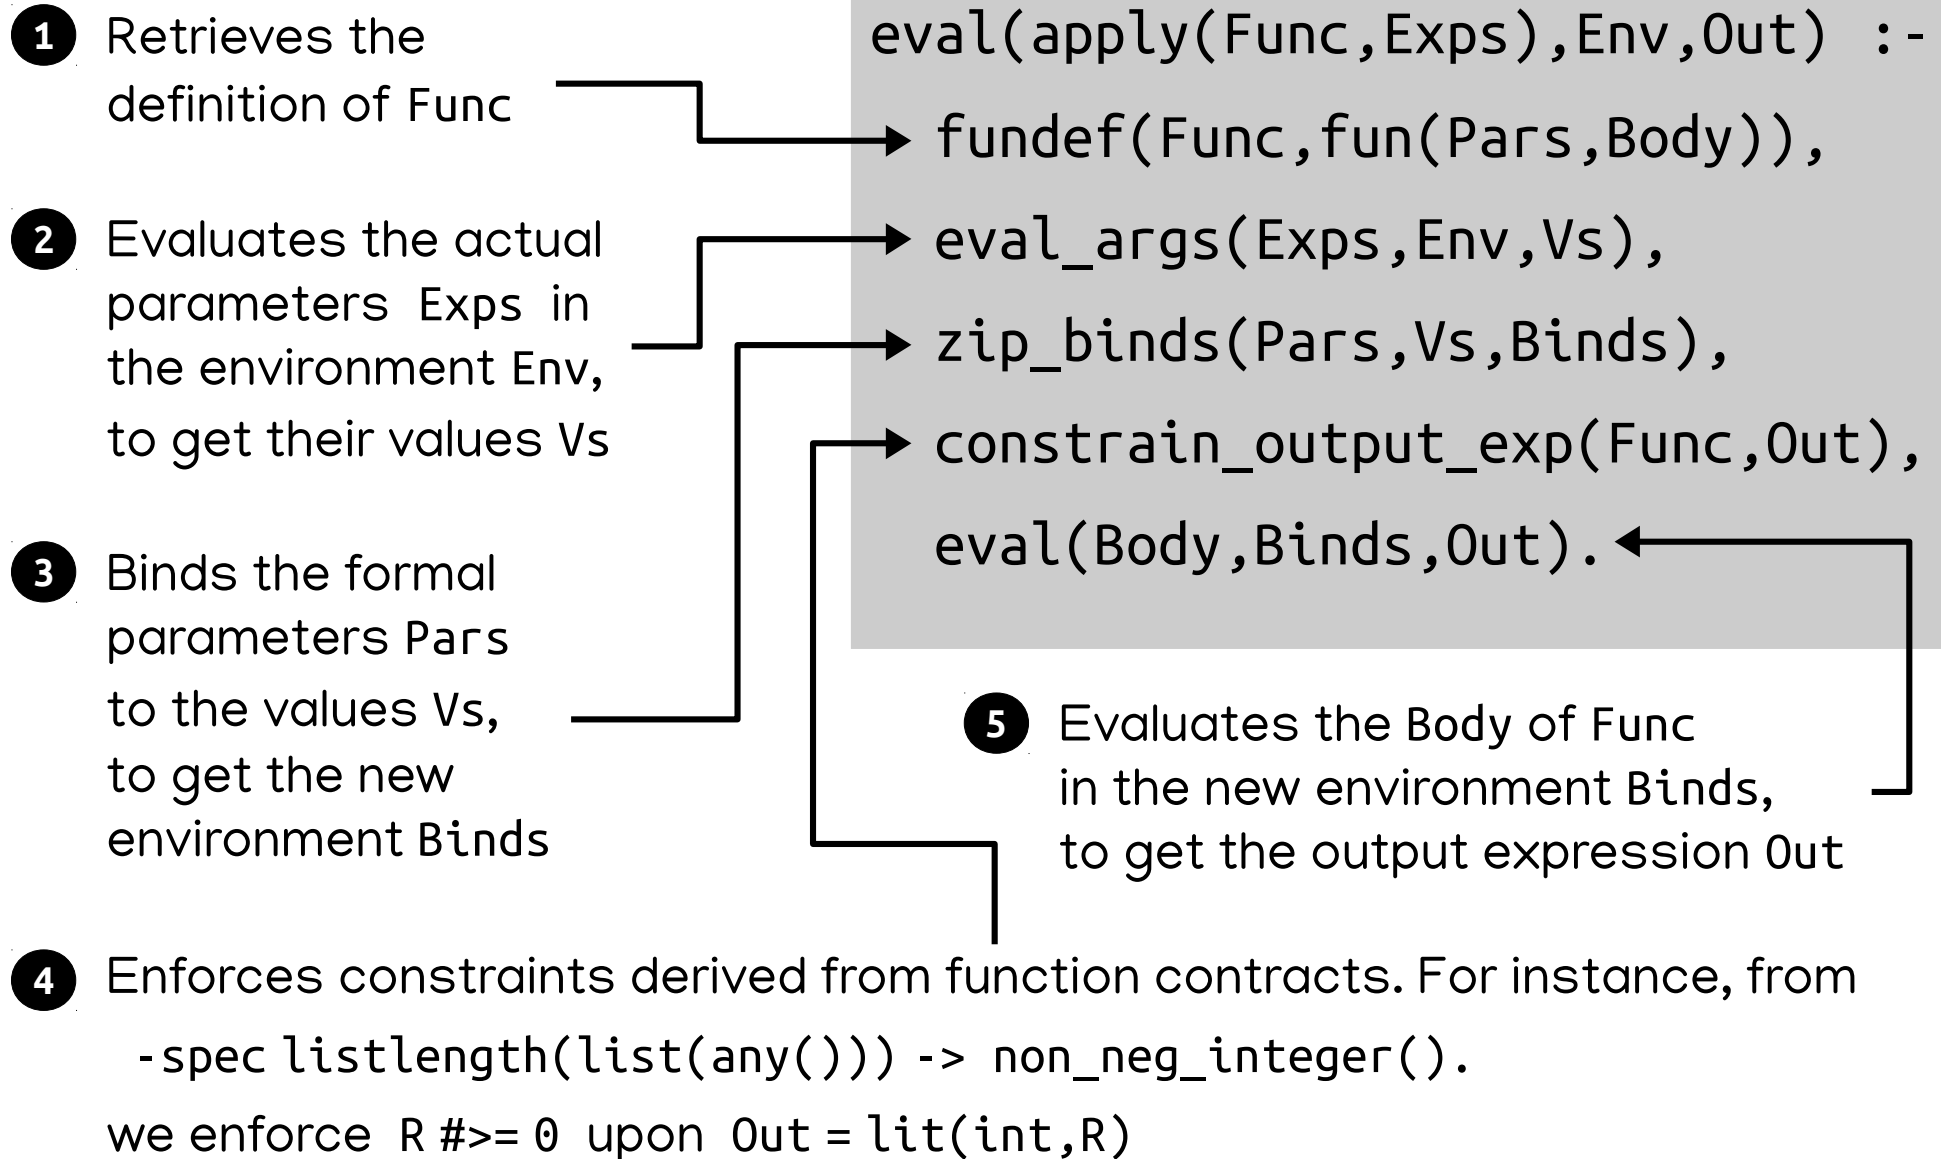 1 Retrieves the
definition of Func
2 Evaluates the actual
parameters Exps in
the environment Env,
to get their values Vs
3 Binds the formal
parameters Pars
to the values Vs,
to get the new
environment Binds
eval(apply(Func,Exps),Env,Out) :-
fundef(Func,fun(Pars,Body)),
eval_args(Exps,Env,Vs),
zip_binds(Pars,Vs,Binds),
constrain_output_exp(Func,Out),
eval(Body,Binds,Out).
5 Evaluates the Body of Func
in the new environment Binds,
to get the output expression Out
4 Enforces constraints derived from function contracts. For instance, from
-spec listlength(list(any())) -> non_neg_integer().
we enforce R #>= 0 upon Out = lit(int,R)